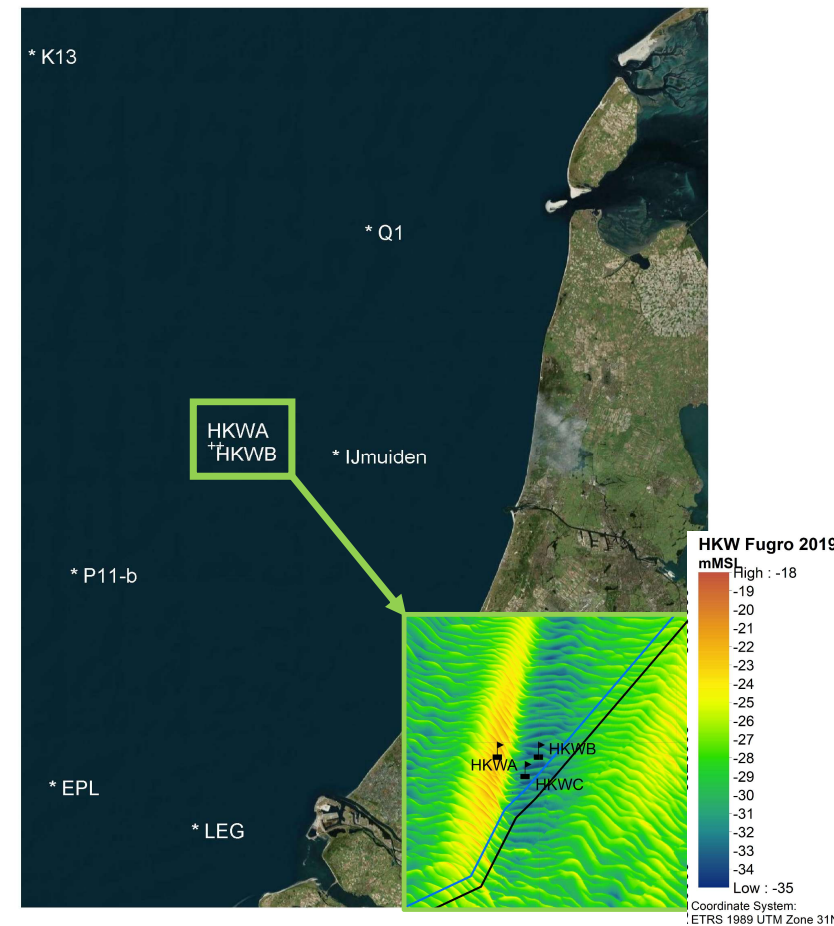 * K13
* Q1
HKWA
++
HKWB
* IJmuiden
* P11-b
* EPL
* LEG
HKWA
HKWB
HKWC
HKW Fugro 2019
mMSL
High : -18
-19
-20
-21
-22
-23
-24
-25
-26
-27
-28
-29
-30
-31
-32
-33
-34
Low : -35
Coordinate System:
ETRS 1989 UTM Zone 31N